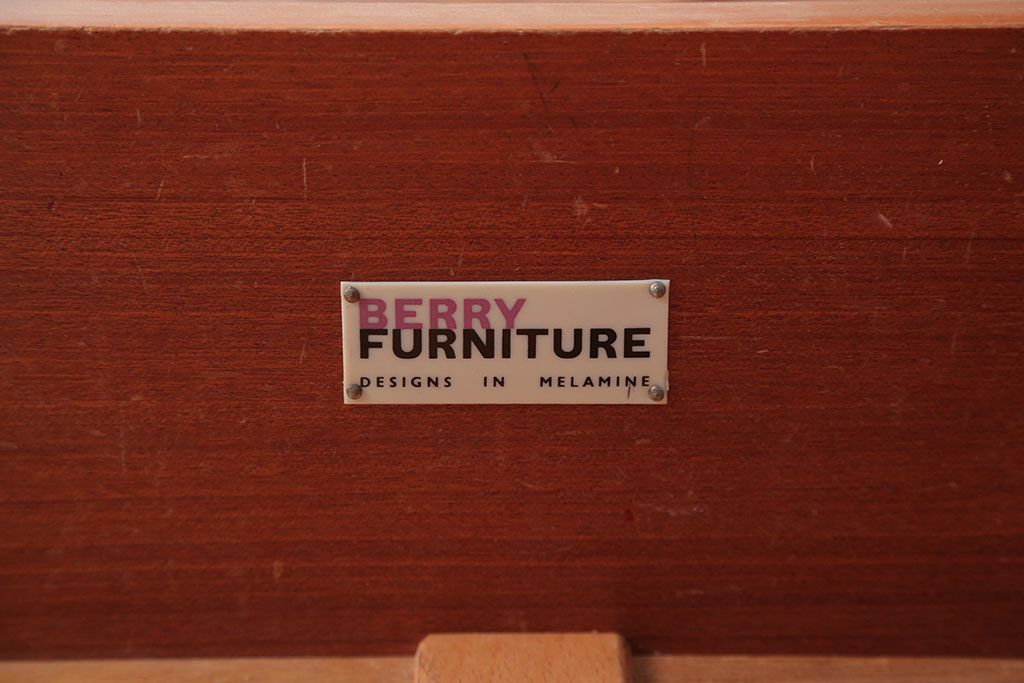 BERRY
FURNITURE
DESIGNS IN MELAMINE